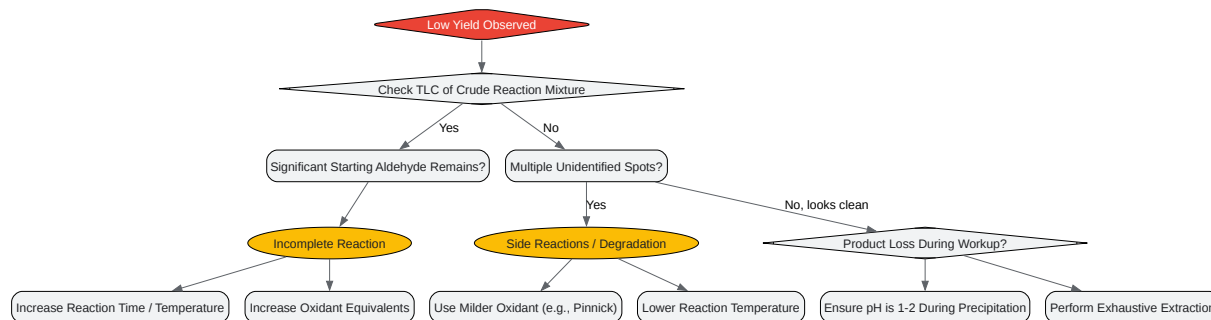 Low Yield Observed
Check TLC of Crude Reaction Mixture
Yes
No
Significant Starting Aldehyde Remains?
Multiple Unidentified Spots?
Yes
No, looks clean
Incomplete Reaction
Side Reactions / Degradation
Product Loss During Workup?
Increase Reaction Time / Temperature
Increase Oxidant Equivalents
Use Milder Oxidant (e.g., Pinnick)
Lower Reaction Temperature
Ensure pH is 1-2 During Precipitation
Perform Exhaustive Extraction